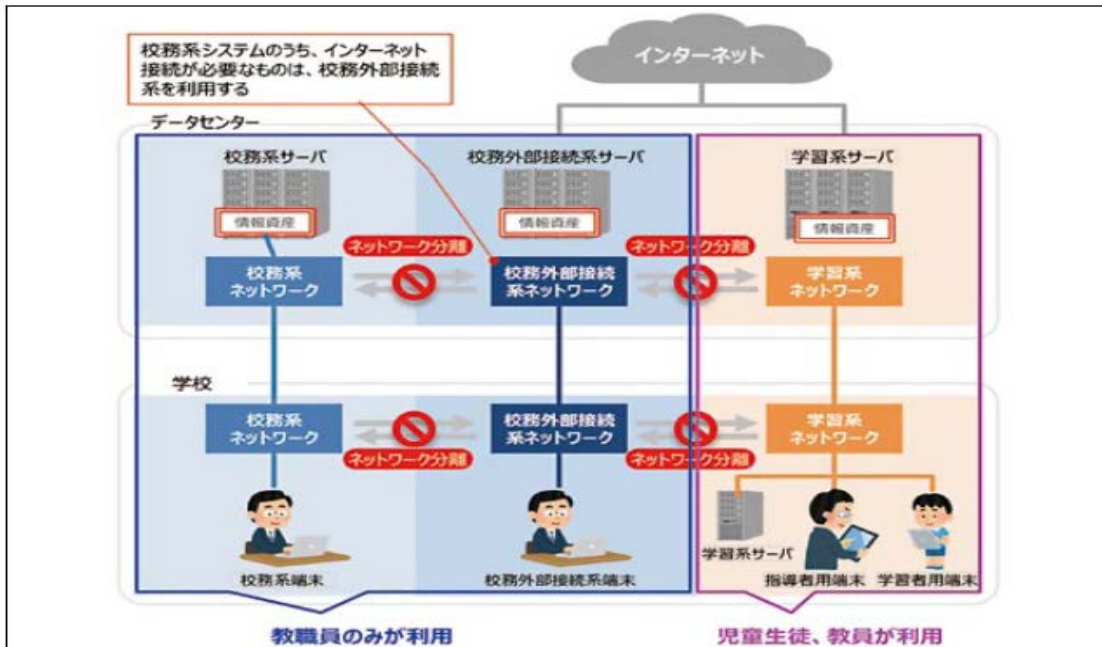 校務系システムのうち、インターネット
接続が必要なものは、校務外部接続
系を利用する
インターネット
データセンター
校務系サーバ
校務外部接続系サーバ
学習系サーバ
情報資産
情報資産
情報資産
ネットワーク分離
ネットワーク分離
校務系
ネットワーク
校務外部接続
系ネットワーク
学習系
ネットワーク
学校
校務系
ネットワーク
校務外部接続
系ネットワーク
学習系
ネットワーク
ネットワーク分離
ネットワーク分離
学習系サーバ
校務系端末
校務外部接続系端末
指導者用端末
学習者用端末
教職員のみが利用
児童生徒、教員が利用